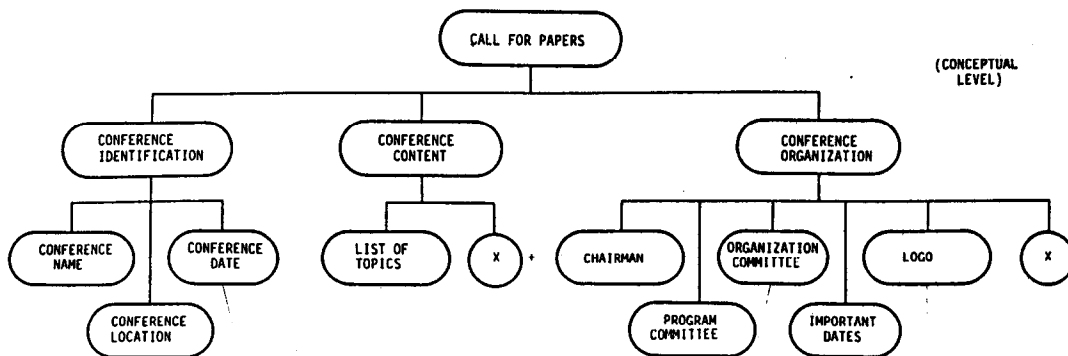 CALL FOR PAPERS
(CONCEPTUAL
LEVEL)
CONFERENCE
IDENTIFICATION
CONFERENCE
CONTENT
CONFERENCE
ORGANIZATION
CONFERENCE
NAME
CONFERENCE
DATE
LIST OF
TOPICS
X
+
CHAIRMAN
ORGANIZATION
COMMITTEE
LOGO
X
CONFERENCE
LOCATION
PROGRAM
COMMITTEE
IMPORTANT
DATES